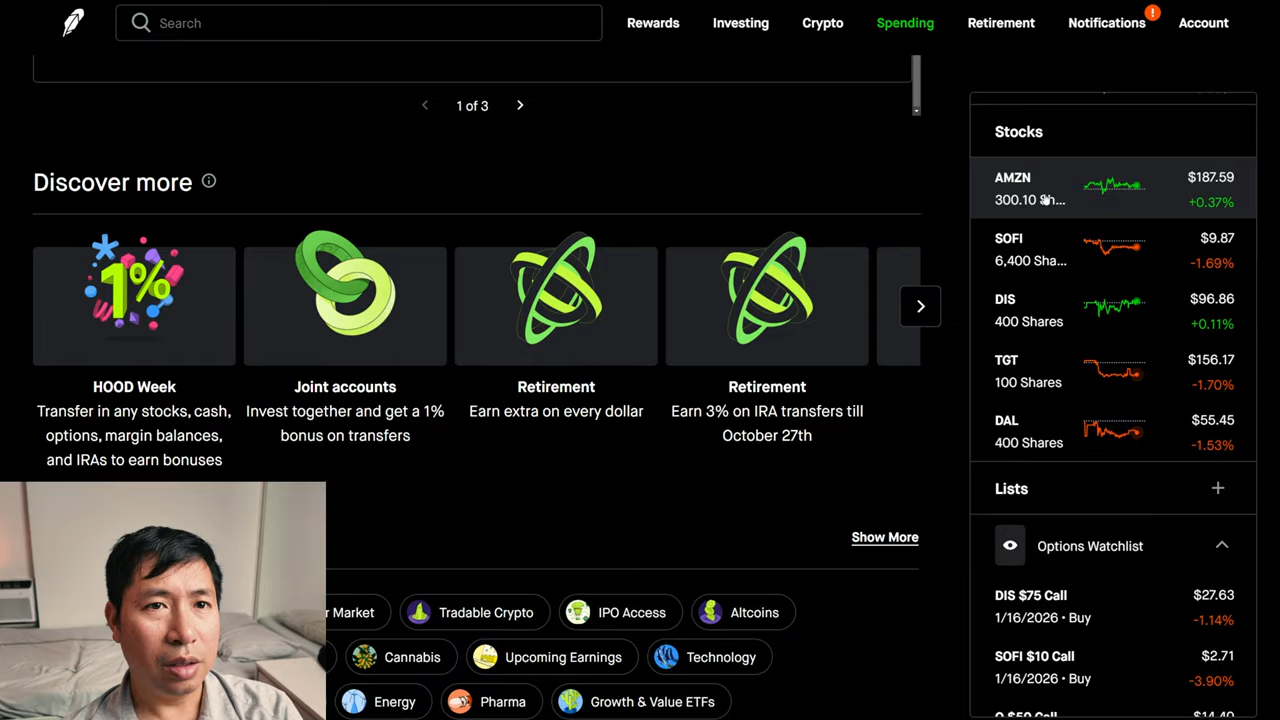 Search
Rewards
Investing
Crypto
Spending
Retirement
Notifications
!
Account
1 of 3
Discover more
1%
HOOD Week
Transfer in any stocks, cash,
options, margin balances,
and IRAs to earn bonuses
Joint accounts
Invest together and get a 1%
bonus on transfers
Retirement
Earn extra on every dollar
Retirement
Earn 3% on IRA transfers till
October 27th
Show More
Market
Tradable Crypto
IPO Access
Altcoins
Cannabis
Upcoming Earnings
Technology
Energy
Pharma
Growth & Value ETFs
Stocks
AMZN
$187.59
300.10
+0.37%
SOFI
$9.87
6,400 Sha...
-1.69%
DIS
$96.86
400 Shares
+0.11%
TGT
$156.17
100 Shares
-1.70%
DAL
$55.45
400 Shares
-1.53%
Lists
Options Watchlist
DIS $75 Call
$27.63
1/16/2026 • Buy
-1.14%
SOFI $10 Call
$2.71
1/16/2026 • Buy
-3.90%